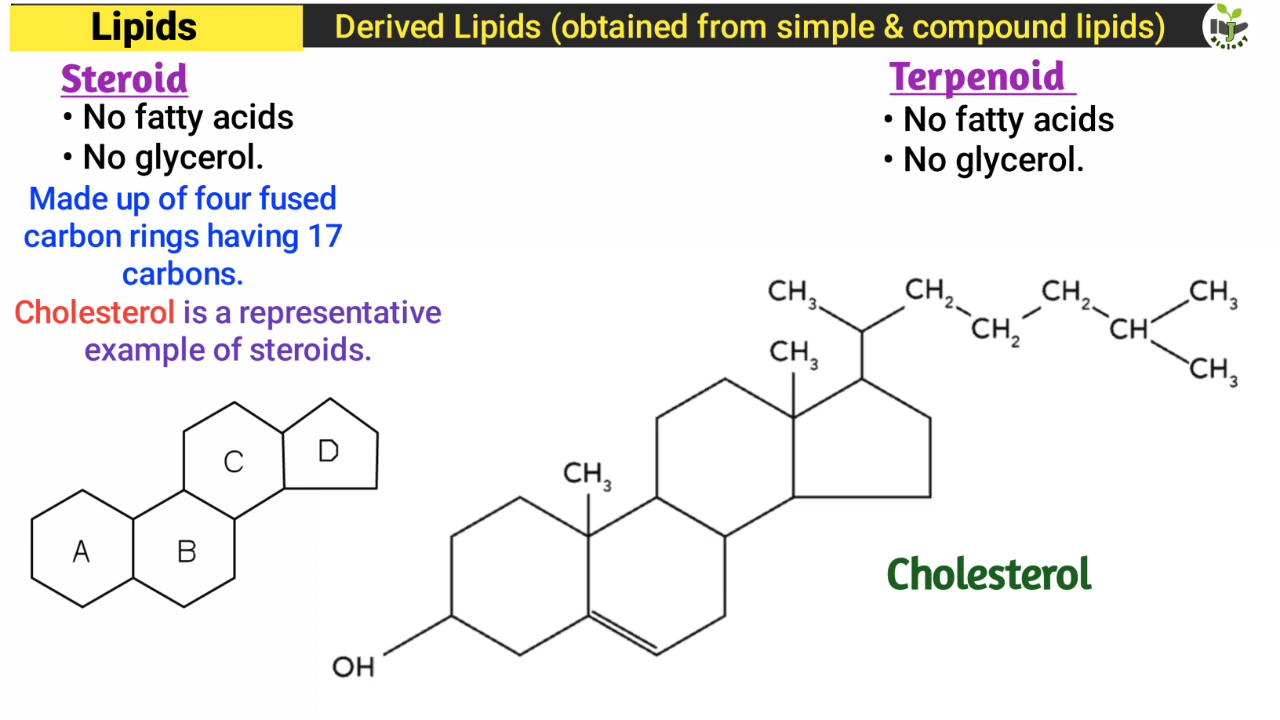 Lipids
Derived Lipids (obtained from simple & compound lipids)
Biology
Steroid
• No fatty acids
• No glycerol.
Made up of four fused
carbon rings having 17
carbons.
Cholesterol is a representative
example of steroids.
Terpenoid
• No fatty acids
• No glycerol.
A
B
C
D
CH3
CH2
CH2
CH2
CH
CH3
CH3
CH3
CH3
OH
Cholesterol